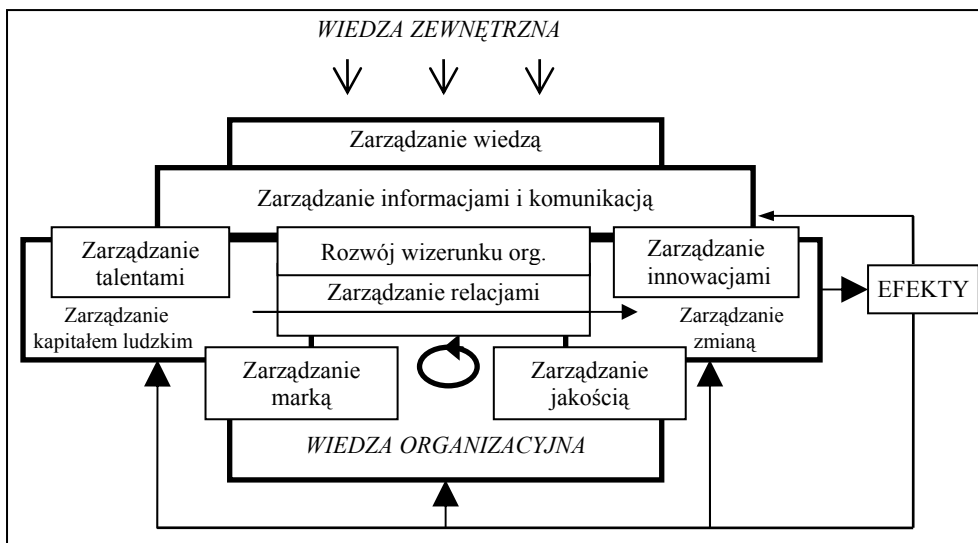 WIEDZA ZEWNĘTRZNA
Zarządzanie wiedzą
Zarządzanie informacjami i komunikacją
Zarządzanie
talentami
Rozwój wizerunku org.
Zarządzanie
innowacjami
Zarządzanie relacjami
EFEKTY
Zarządzanie
kapitałem ludzkim
Zarządzanie
zmianą
Zarządzanie
marką
Zarządzanie
jakością
WIEDZA ORGANIZACYJNA